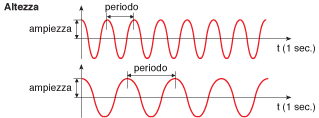 Altezza
periodo
ampiezza
t (1 sec.)
periodo
ampiezza
t (1 sec.)